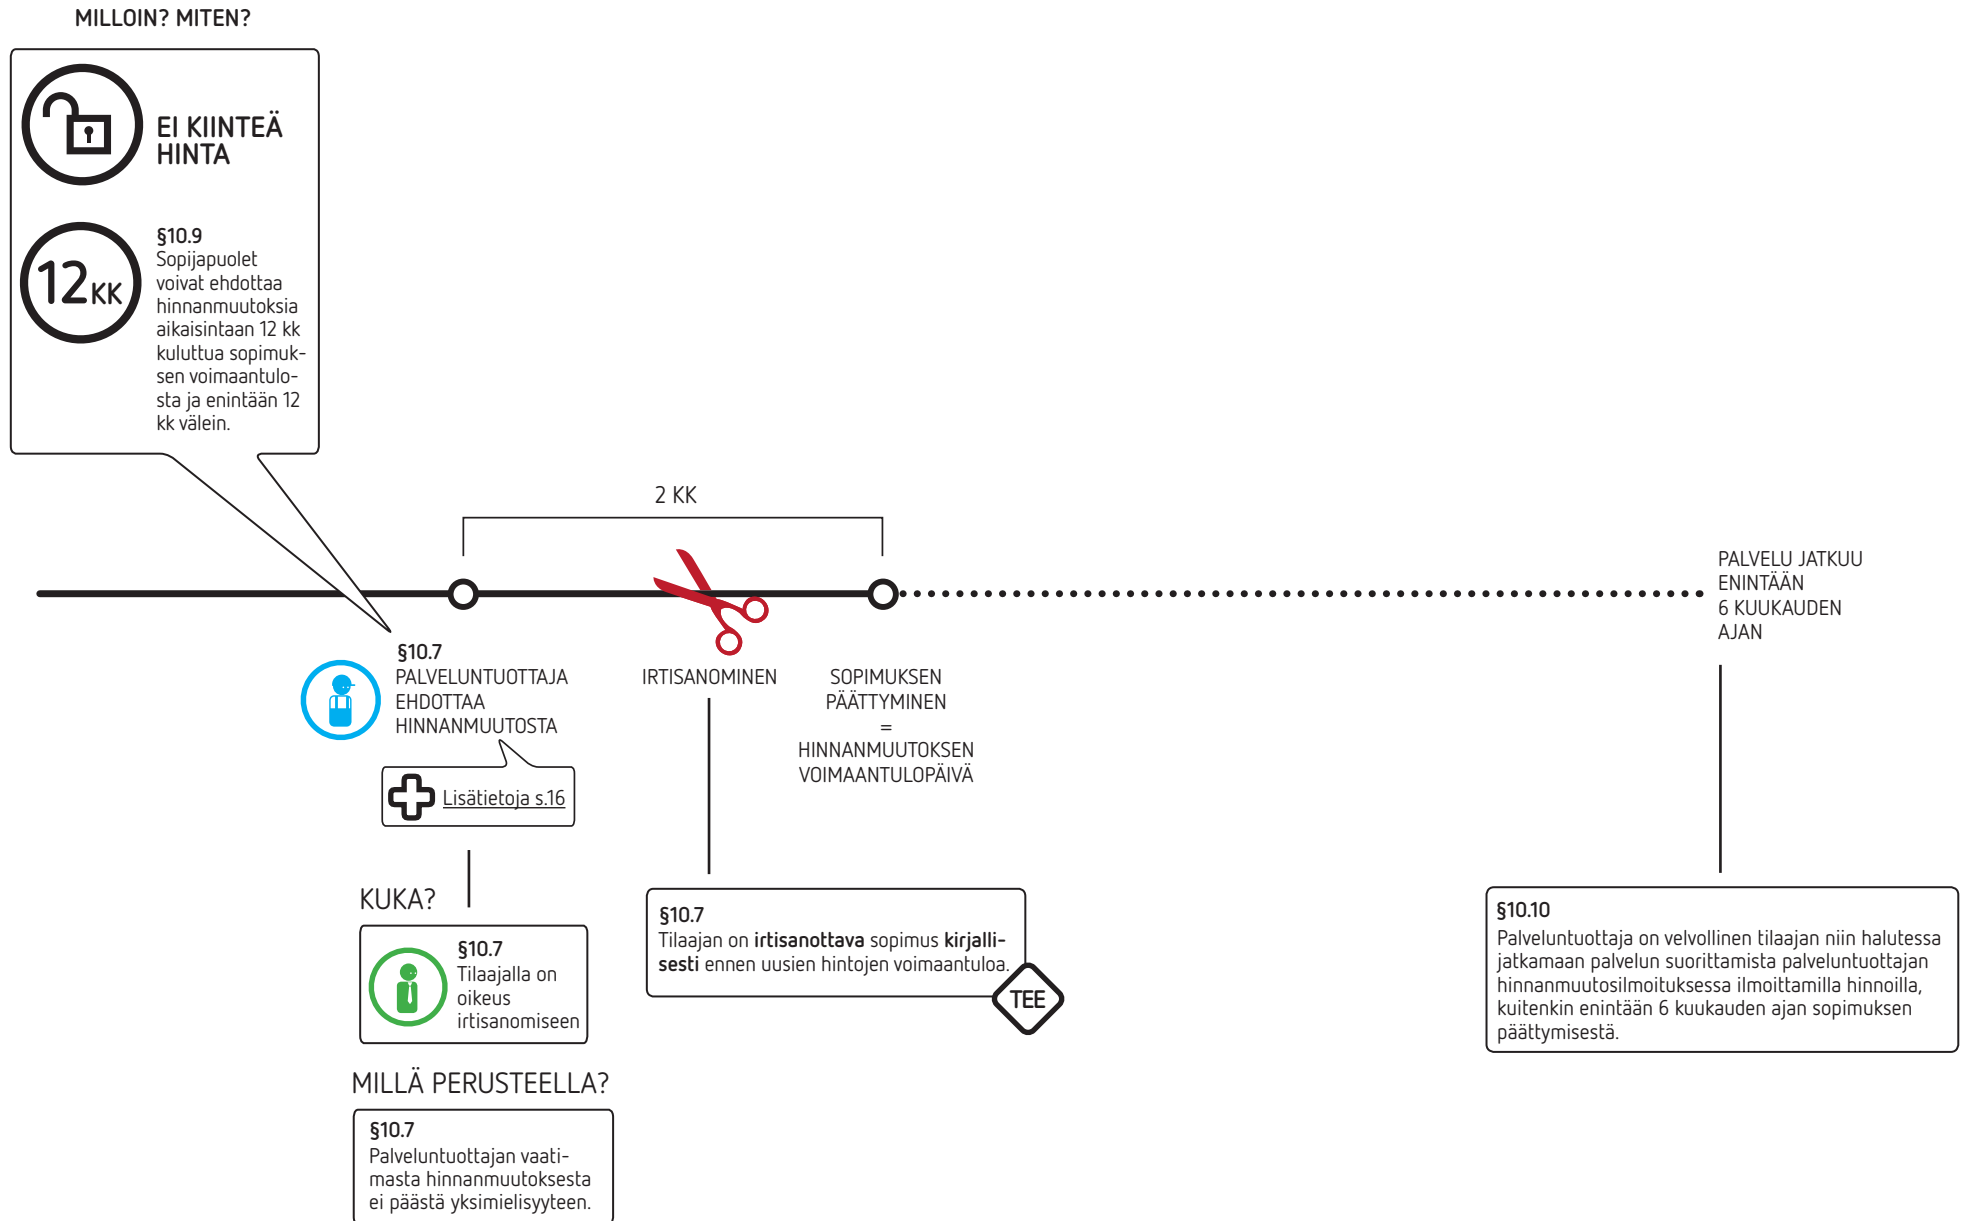 MILLOIN? MITEN?
EI KIINTEÄ
HINTA
12KK
§10.9
Sopijapuolet
voivat ehdottaa
hinnanmuutoksia
aikaisintaan 12 kk
kuluttua sopimuk-
sen voimaantulo-
sta ja enintään 12
kk välein.
2 KK
PALVELU JATKUU
ENINTÄÄN
6 KUUKAUDEN
AJAN
§10.7
PALVELUNTUOTTAJA
EHDOTTAA
HINNANMUUTOSTA
IRTISANOMINEN
SOPIMUKSEN
PÄÄTTYMINEN
=
HINNANMUUTOKSEN
VOIMAANTULOPÄIVÄ
Lisätietoja s.16
KUKA?
§10.7
Tilaajalla on
oikeus
irtisanomiseen
§10.7
Tilaajan on irtisanottava sopimus kirjalli-
sesti ennen uusien hintojen voimaantuloa.
TEE
§10.10
Palveluntuottaja on velvollinen tilaajan niin halutessa
jatkamaan palvelun suorittamista palveluntuottajan
hinnanmuutosilmoituksessa ilmoittamilla hinnoilla,
kuitenkin enintään 6 kuukauden ajan sopimuksen
päättymisestä.
MILLÄ PERUSTEELLA?
§10.7
Palveluntuottajan vaati-
masta hinnanmuutoksesta
ei päästä yksimielisyyteen.